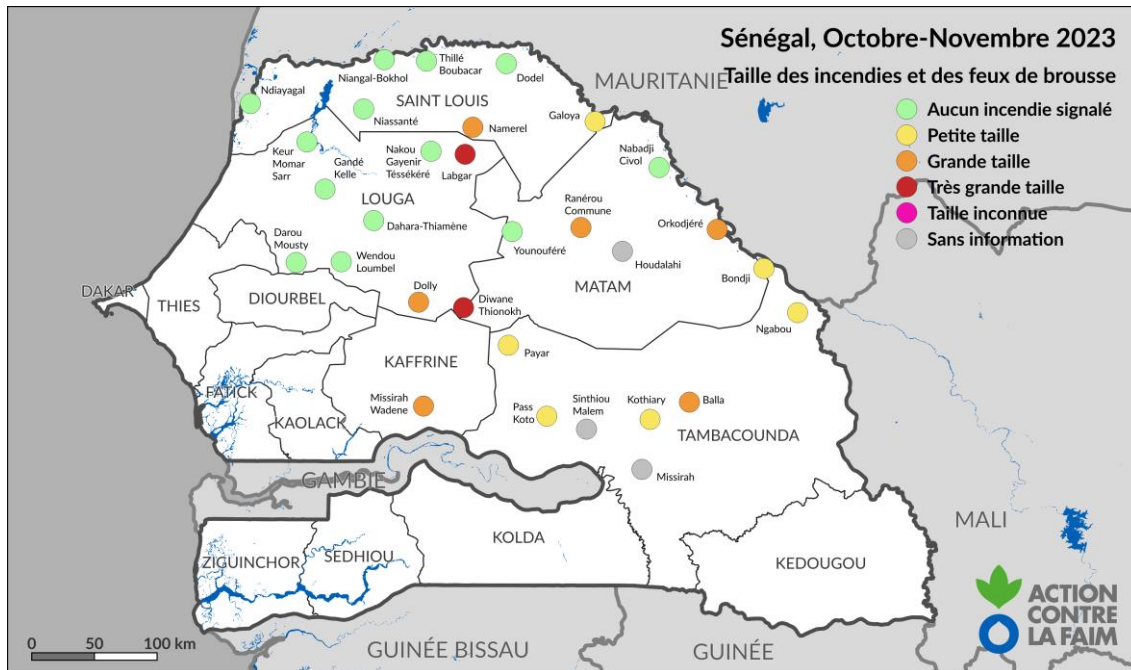 Sénégal, Octobre-Novembre 2023
Taille des incendies et des feux de brousse
Aucun incendie signalé
Petite taille
Grande taille
Très grande taille
Taille inconnue
Sans information
MAURITANIE
Niangal-Bokhol
Thillé
Boubacar
Dodel
Ndiayagal
SAINT LOUIS
Niassanté
Namerel
Galoya
Keur
Momar
Sarr
Gandé
Kelle
Nakou
Gayenir
Téssékéré
Labgar
Nabadji
Civol
LOUGA
Dahara-Thiamène
Ranérou
Commune
Orkodjéré
Younouféré
Houdalahi
Darou
Mousty
Wendou
Loumbel
Bondji
MATAM
DAKAR
THIES
DIOURBEL
Dolly
Diwane
Thionokh
Ngabou
Payar
KAFFRINE
FATICK
KAOLACK
Missirah
Wadene
Pass
Koto
Sinthiou
Malem
Kothiary
Balla
TAMBACOUNDA
Missirah
GAMBIE
MALI
ZIGUINCHOR
SEDHIOU
KOLDA
KEDOUGOU
GUINÉE BISSAU
GUINÉE
0 50 100 km
ACTION
CONTRE
LA FAIM